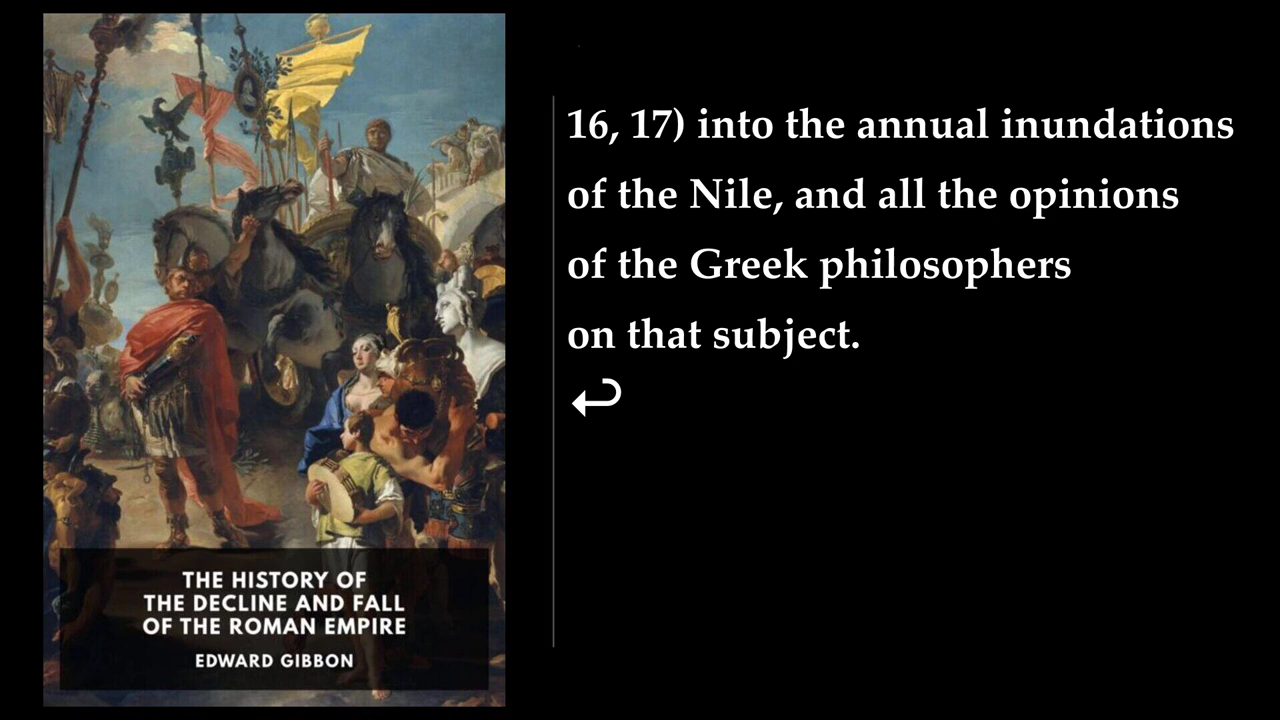 THE HISTORY OF
THE DECLINE AND FALL
OF THE ROMAN EMPIRE
EDWARD GIBBON
16, 17) into the annual inundations
of the Nile, and all the opinions
of the Greek philosophers
on that subject.
↩